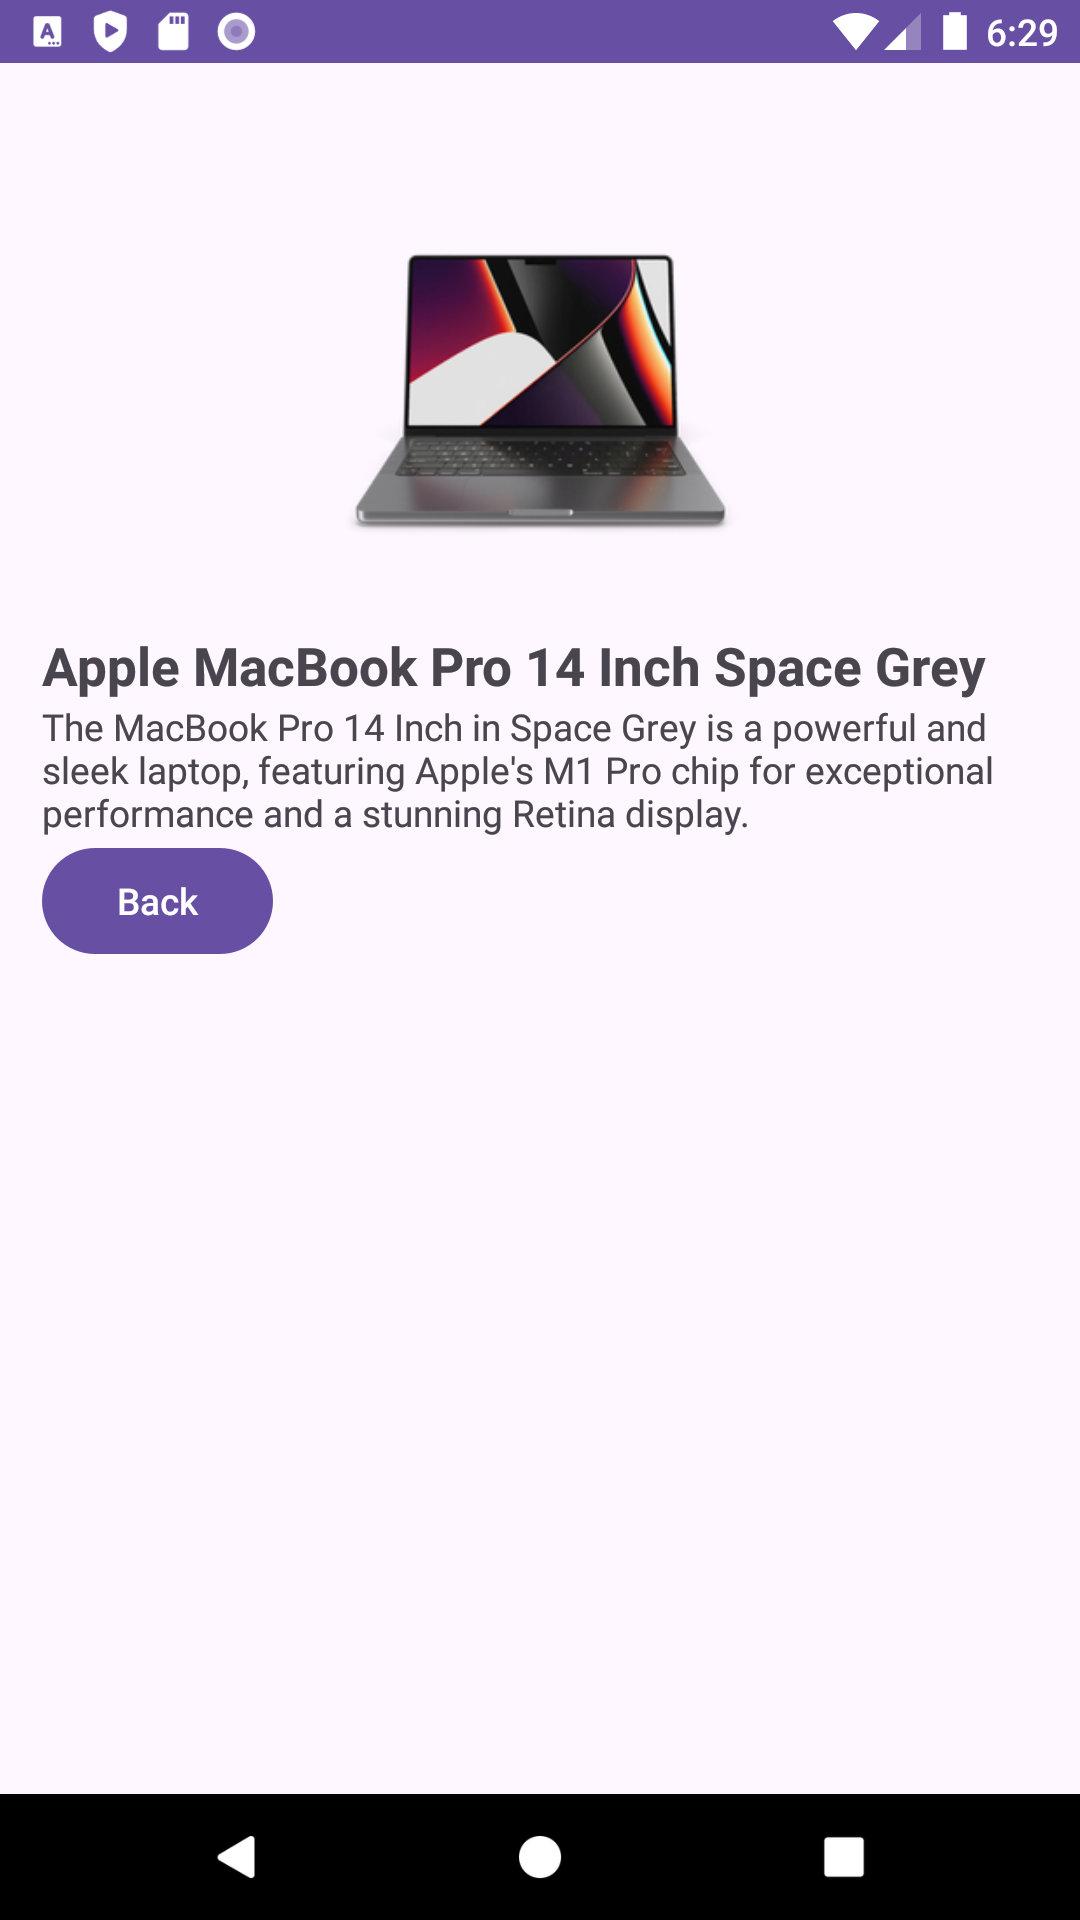 6:29
Apple MacBook Pro 14 Inch Space Grey
The MacBook Pro 14 Inch in Space Grey is a powerful and
sleek laptop, featuring Apple's M1 Pro chip for exceptional
performance and a stunning Retina display.
Back